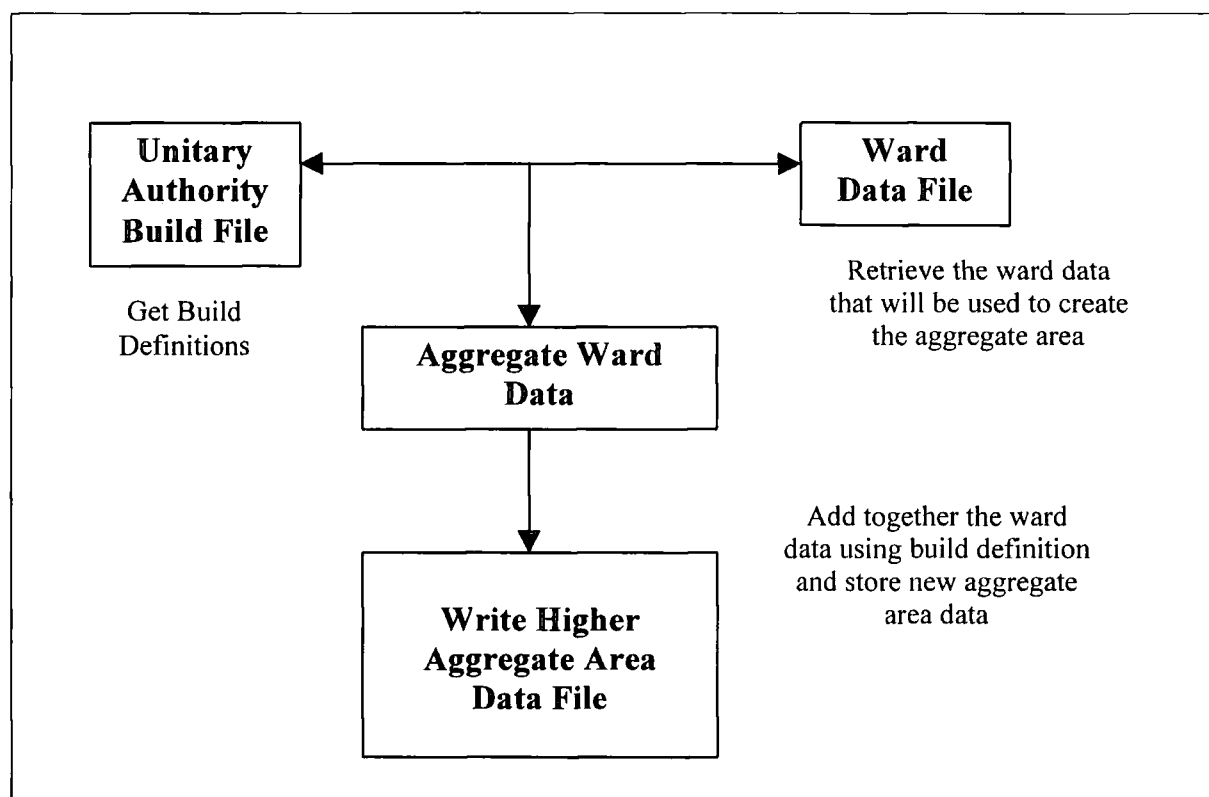 Unitary
Authority
Build File
Ward
Data File
Get Build
Definitions
Retrieve the ward data
that will be used to create
the aggregate area
Aggregate Ward
Data
Add together the ward
data using build definition
and store new aggregate
area data
Write Higher
Aggregate Area
Data File